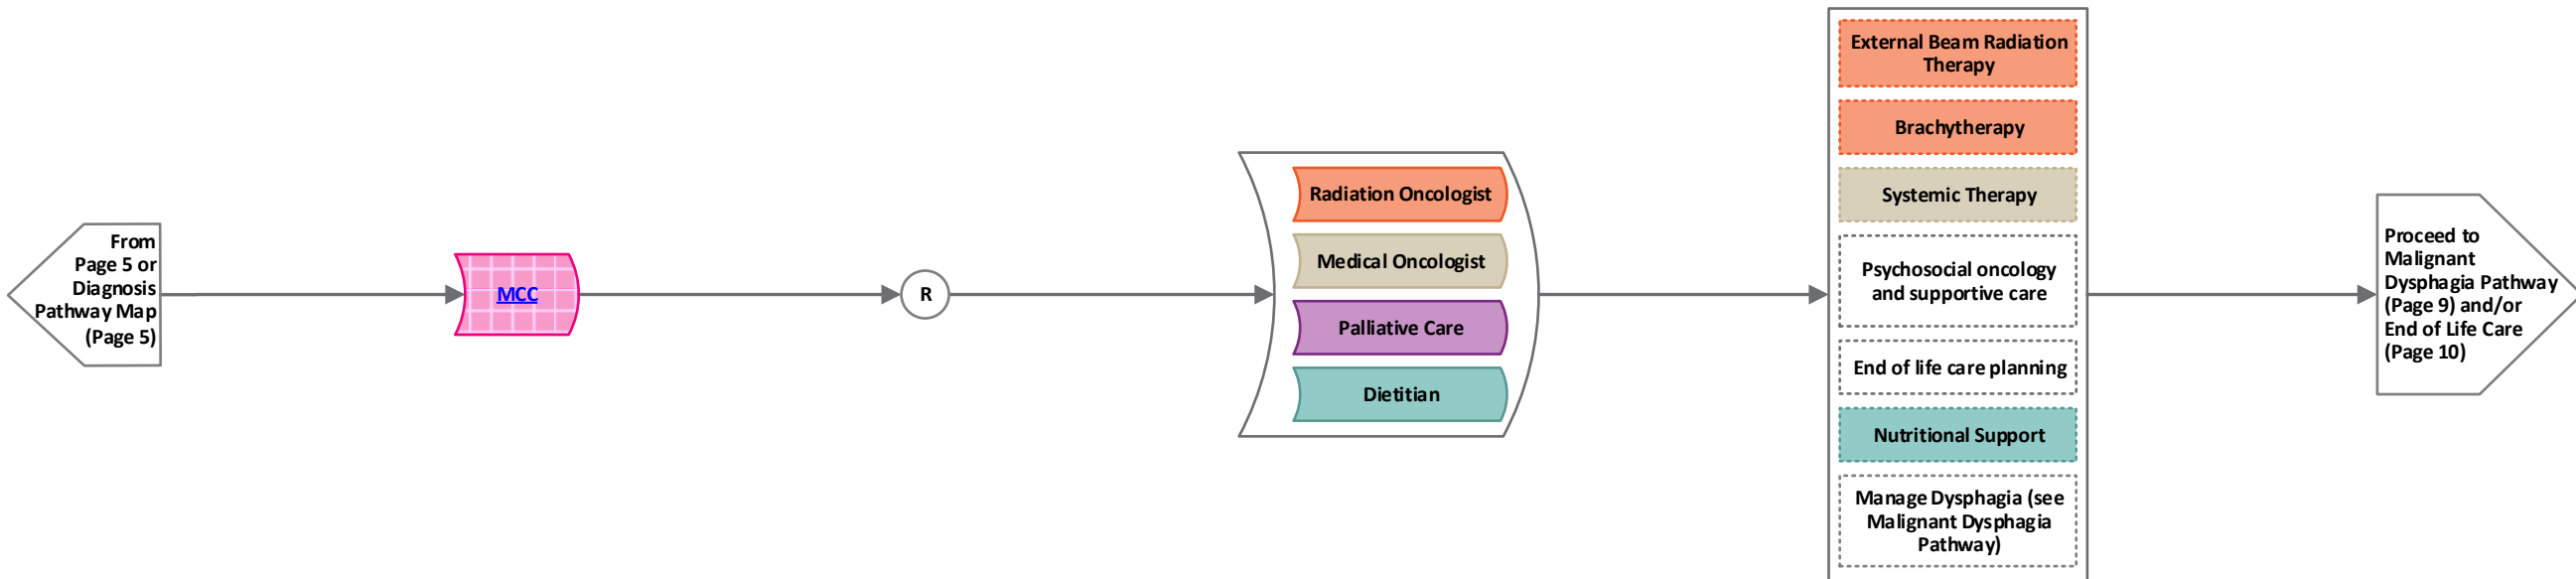 From
Page 5 or
Diagnosis
Pathway Map
(Page 5)
MCC
R
Radiation Oncologist
Medical Oncologist
Palliative Care
Dietitian
External Beam Radiation
Therapy
Brachytherapy
Systemic Therapy
Psychosocial oncology
and supportive care
End of life care planning
Nutritional Support
Manage Dysphagia (see
Malignant Dysphagia
Pathway)
Proceed to
Malignant
Dysphagia Pathway
(Page 9) and/or
End of Life Care
(Page 10)